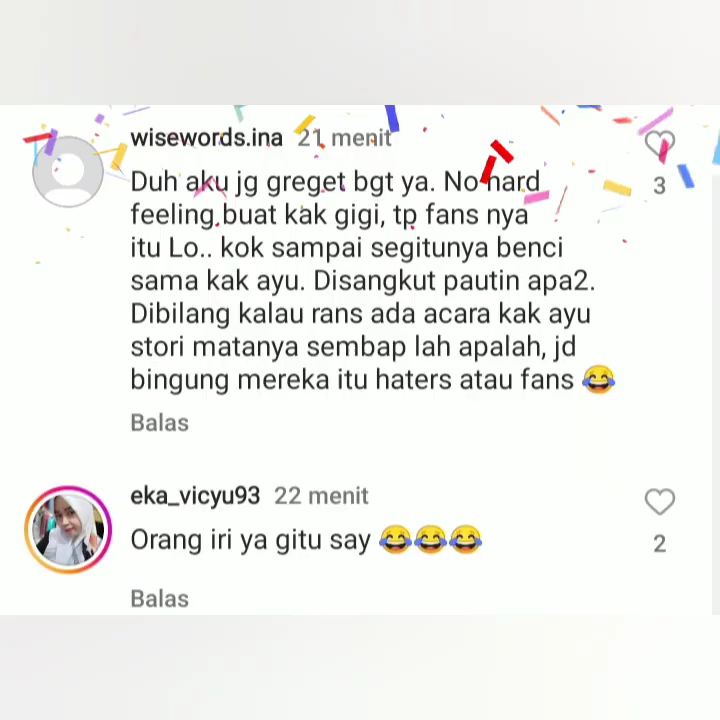 wisewords.ina 21 menit
Duh aku jg greget bgt ya. No hard
feeling buat kak gigi, tp fans nya
itu Lo.. kok sampai segitunya benci
sama kak ayu. Disangkut pautin apa2.
Dibilang kalau rans ada acara kak ayu
stori matanya sembap lah apalah, jd
bingung mereka itu haters atau fans 😂
3
Balas
eka_vicyu93 22 menit
Orang iri ya gitu say 😂😂😂
2
Balas